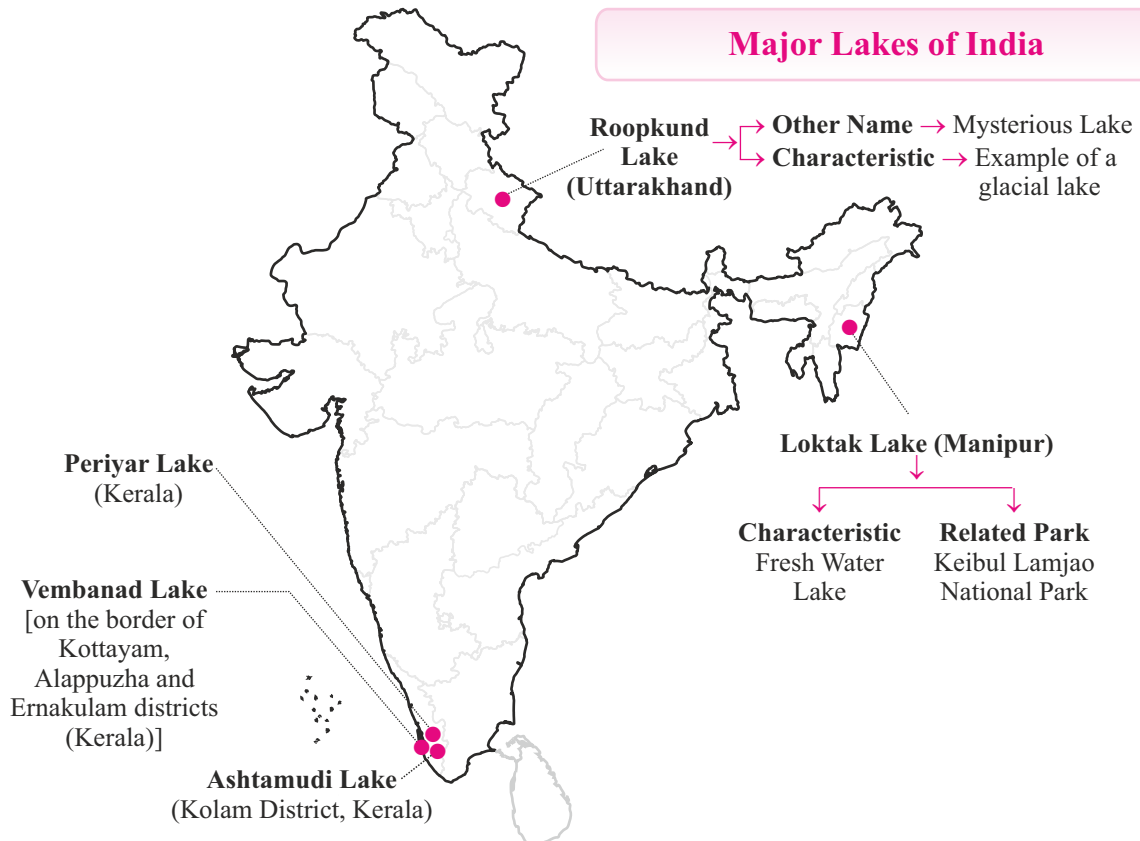 Major Lakes of India
Roopkund
Lake
(Uttarakhand)
Other Name → Mysterious Lake
Characteristic → Example of a
glacial lake
Loktak Lake (Manipur)
Characteristic
Fresh Water
Lake
Related Park
Keibul Lamjao
National Park
Periyar Lake
(Kerala)
Vembanad Lake
[on the border of
Kottayam,
Alappuzha and
Ernakulam districts
(Kerala)]
Ashtamudi Lake
(Kolam District, Kerala)